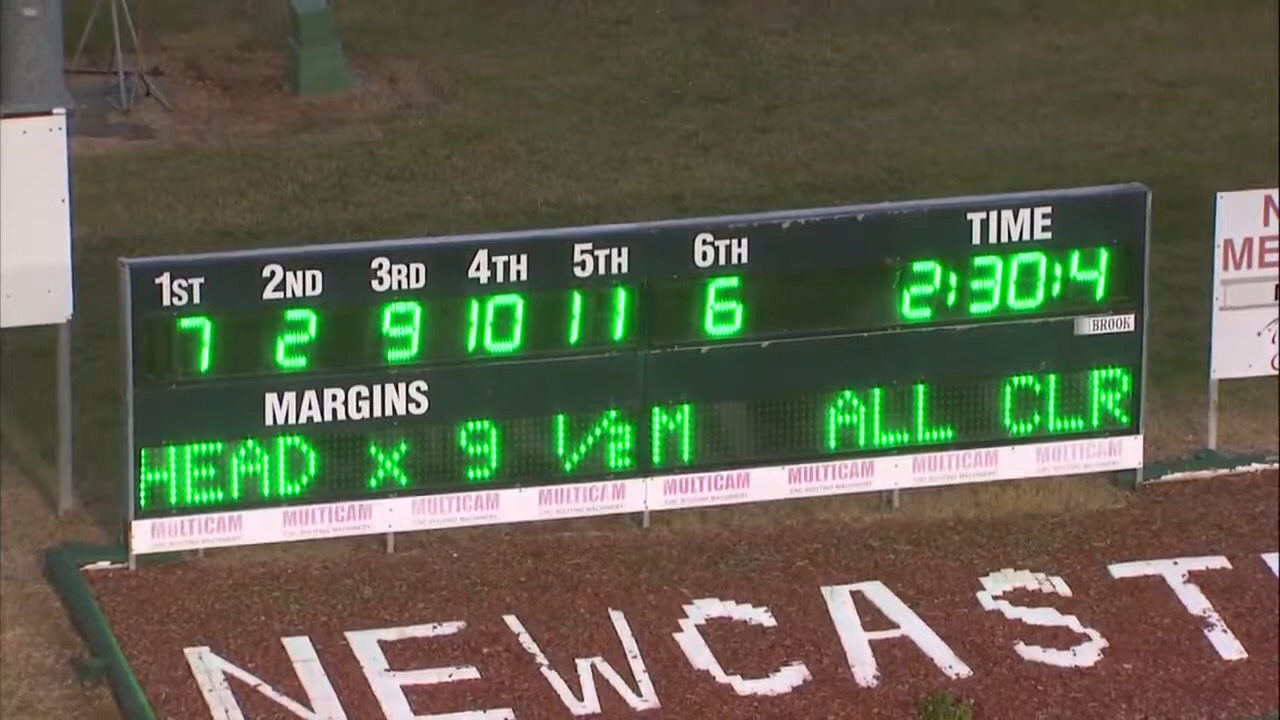 1ST 2ND 3RD 4TH 5TH 6TH TIME
7 2 9 10 11 6 2:30:4
BROOK
MARGINS
HEAD x 9 1/2M ALL CLR
MULTICAM MULTICAM MULTICAM MULTICAM MULTICAM MULTICAM MULTICAM MULTICAM
N
ME
NEWCAST